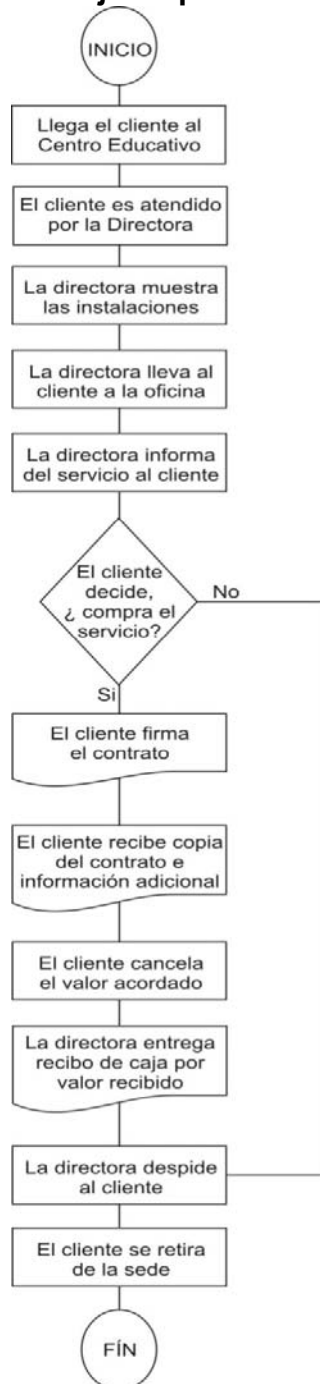 INICIO
Llega el cliente al
Centro Educativo
El cliente es atendido
por la Directora
La directora muestra
las instalaciones
La directora lleva al
cliente a la oficina
La directora informa
del servicio al cliente
El cliente
decide,
¿ compra el
servicio?
No
Si
El cliente firma
el contrato
El cliente recibe copia
del contrato e
información adicional
El cliente cancela
el valor acordado
La directora entrega
recibo de caja por
valor recibido
La directora despide
al cliente
El cliente se retira
de la sede
FÍN